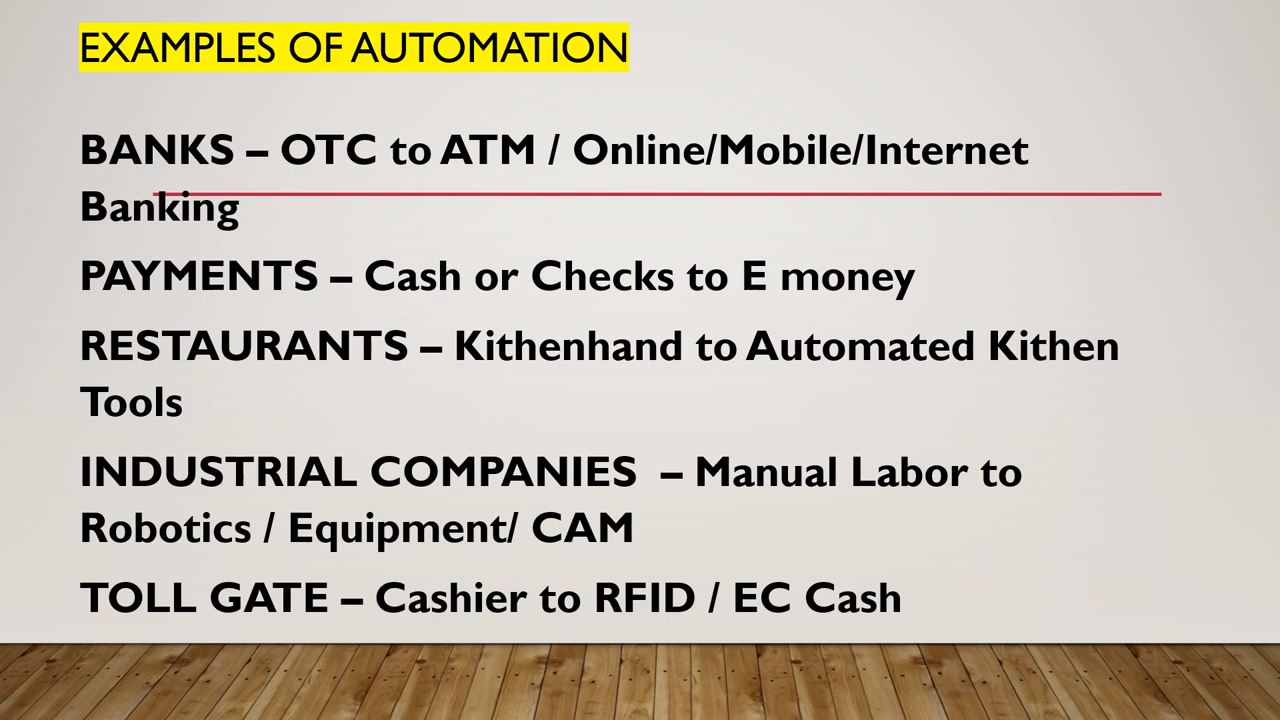 EXAMPLES OF AUTOMATION
BANKS – OTC to ATM / Online/Mobile/Internet
Banking
PAYMENTS – Cash or Checks to E money
RESTAURANTS – Kithenhand to Automated Kithen
Tools
INDUSTRIAL COMPANIES – Manual Labor to
Robotics / Equipment/ CAM
TOLL GATE – Cashier to RFID / EC Cash